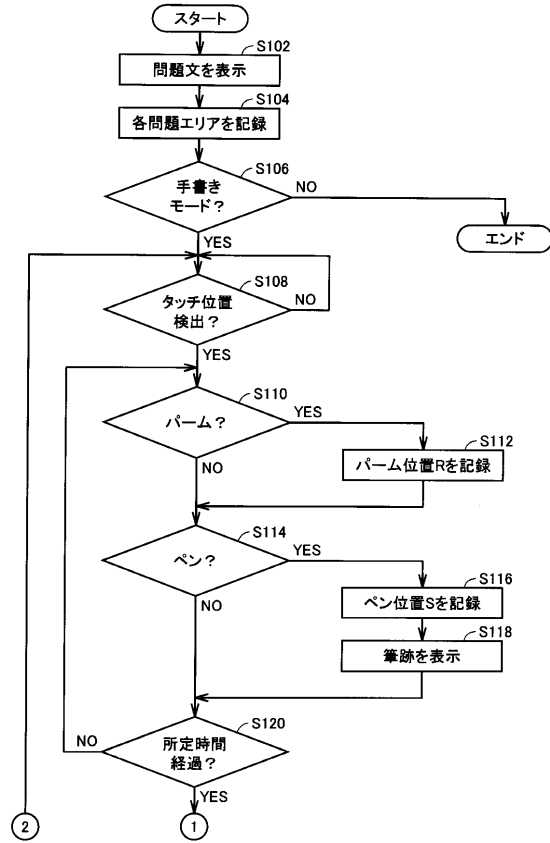 スタート
S102
問題文を表示
S104
各問題エリアを記録
S106
手書き
モード?
NO
YES
エンド
S108
タッチ位置
検出?
NO
YES
S110
パーム?
YES
S112
パーム位置Rを記録
NO
S114
ペン?
YES
S116
ペン位置Sを記録
NO
S118
筆跡を表示
S120
所定時間
経過?
NO
YES
2
1